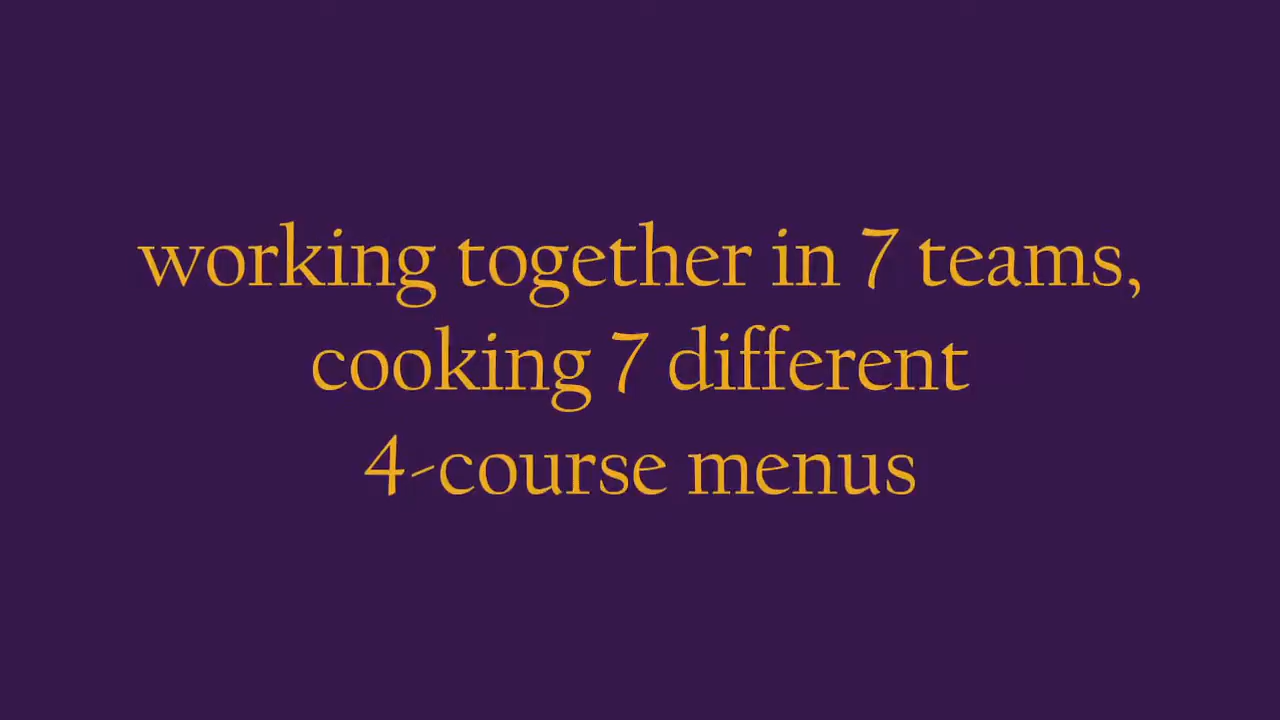 working together in 7 teams,
cooking 7 different
4-course menus